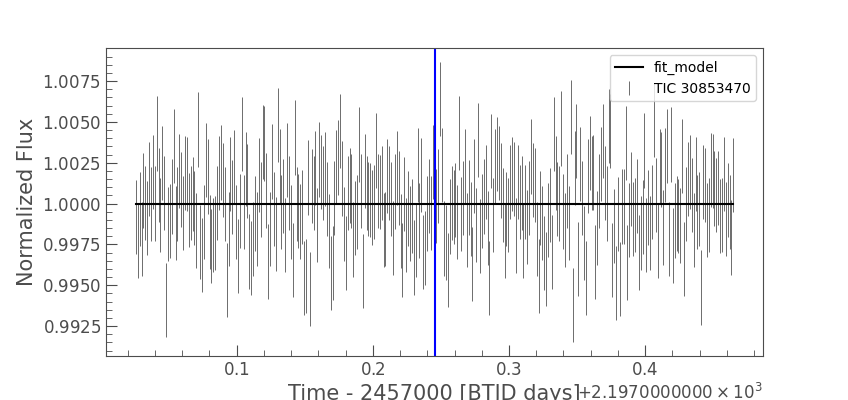 fit_model
TIC 30853470
1.0075
1.0050
1.0025
1.0000
0.9975
0.9950
0.9925
Normalized Flux
0.1 0.2 0.3 0.4
Time - 2457000 [BTJD days]
+2.1970000000 × 10³